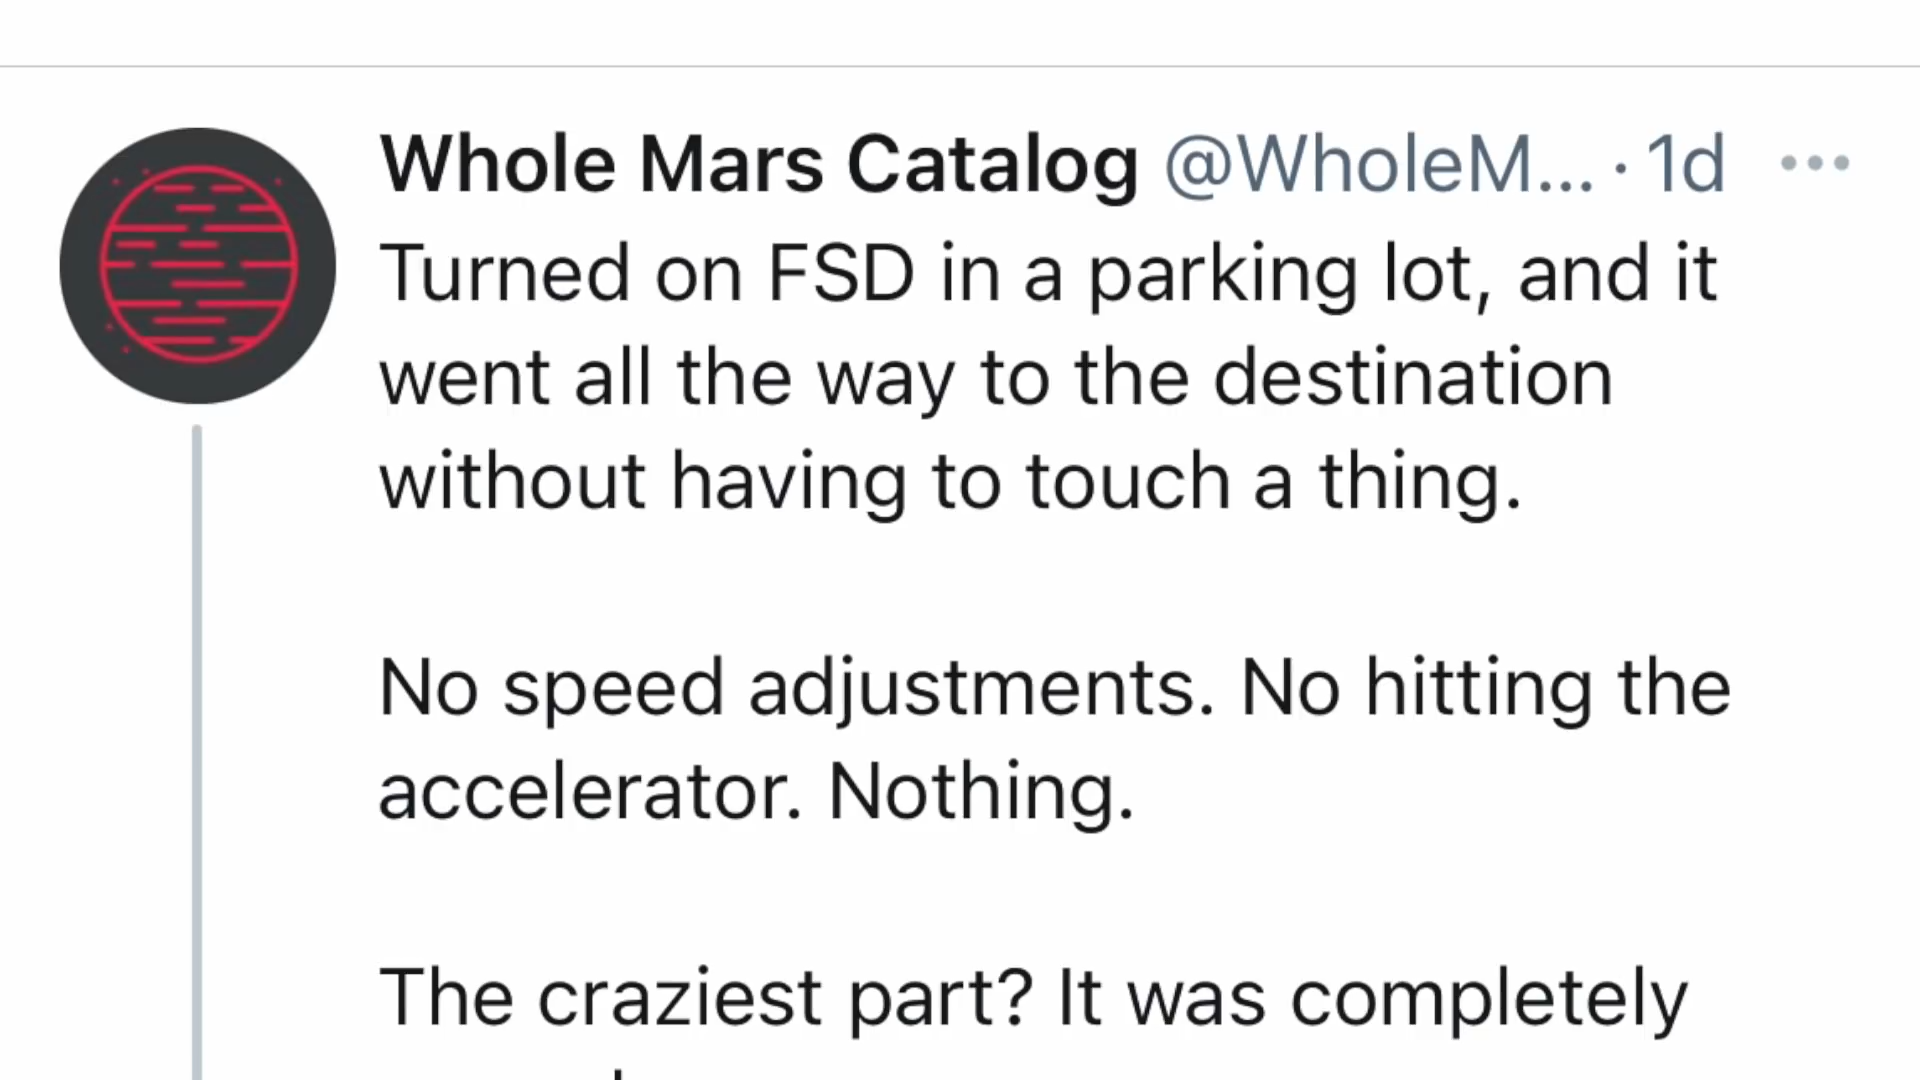 Whole Mars Catalog @WholeM... · 1d
Turned on FSD in a parking lot, and it
went all the way to the destination
without having to touch a thing.
No speed adjustments. No hitting the
accelerator. Nothing.
The craziest part? It was completely